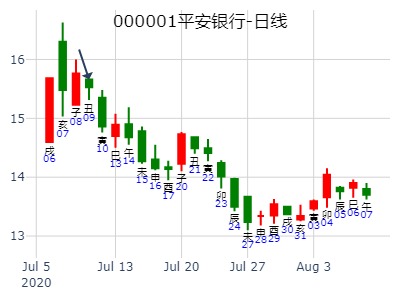 000001平安银行-日线
16
15
14
13
戌
06
亥
07
子
08
丑
09
寅
10
巳
13
午
14
未
15
申
16
酉
17
子
20
丑
21
寅
22
卯
23
辰
24
未
27
申
28
酉
29
戌
30
亥
31
寅
03
卯
04
辰
05
巳
06
午
07
Jul 5
2020
Jul 13
Jul 20
Jul 27
Aug 3